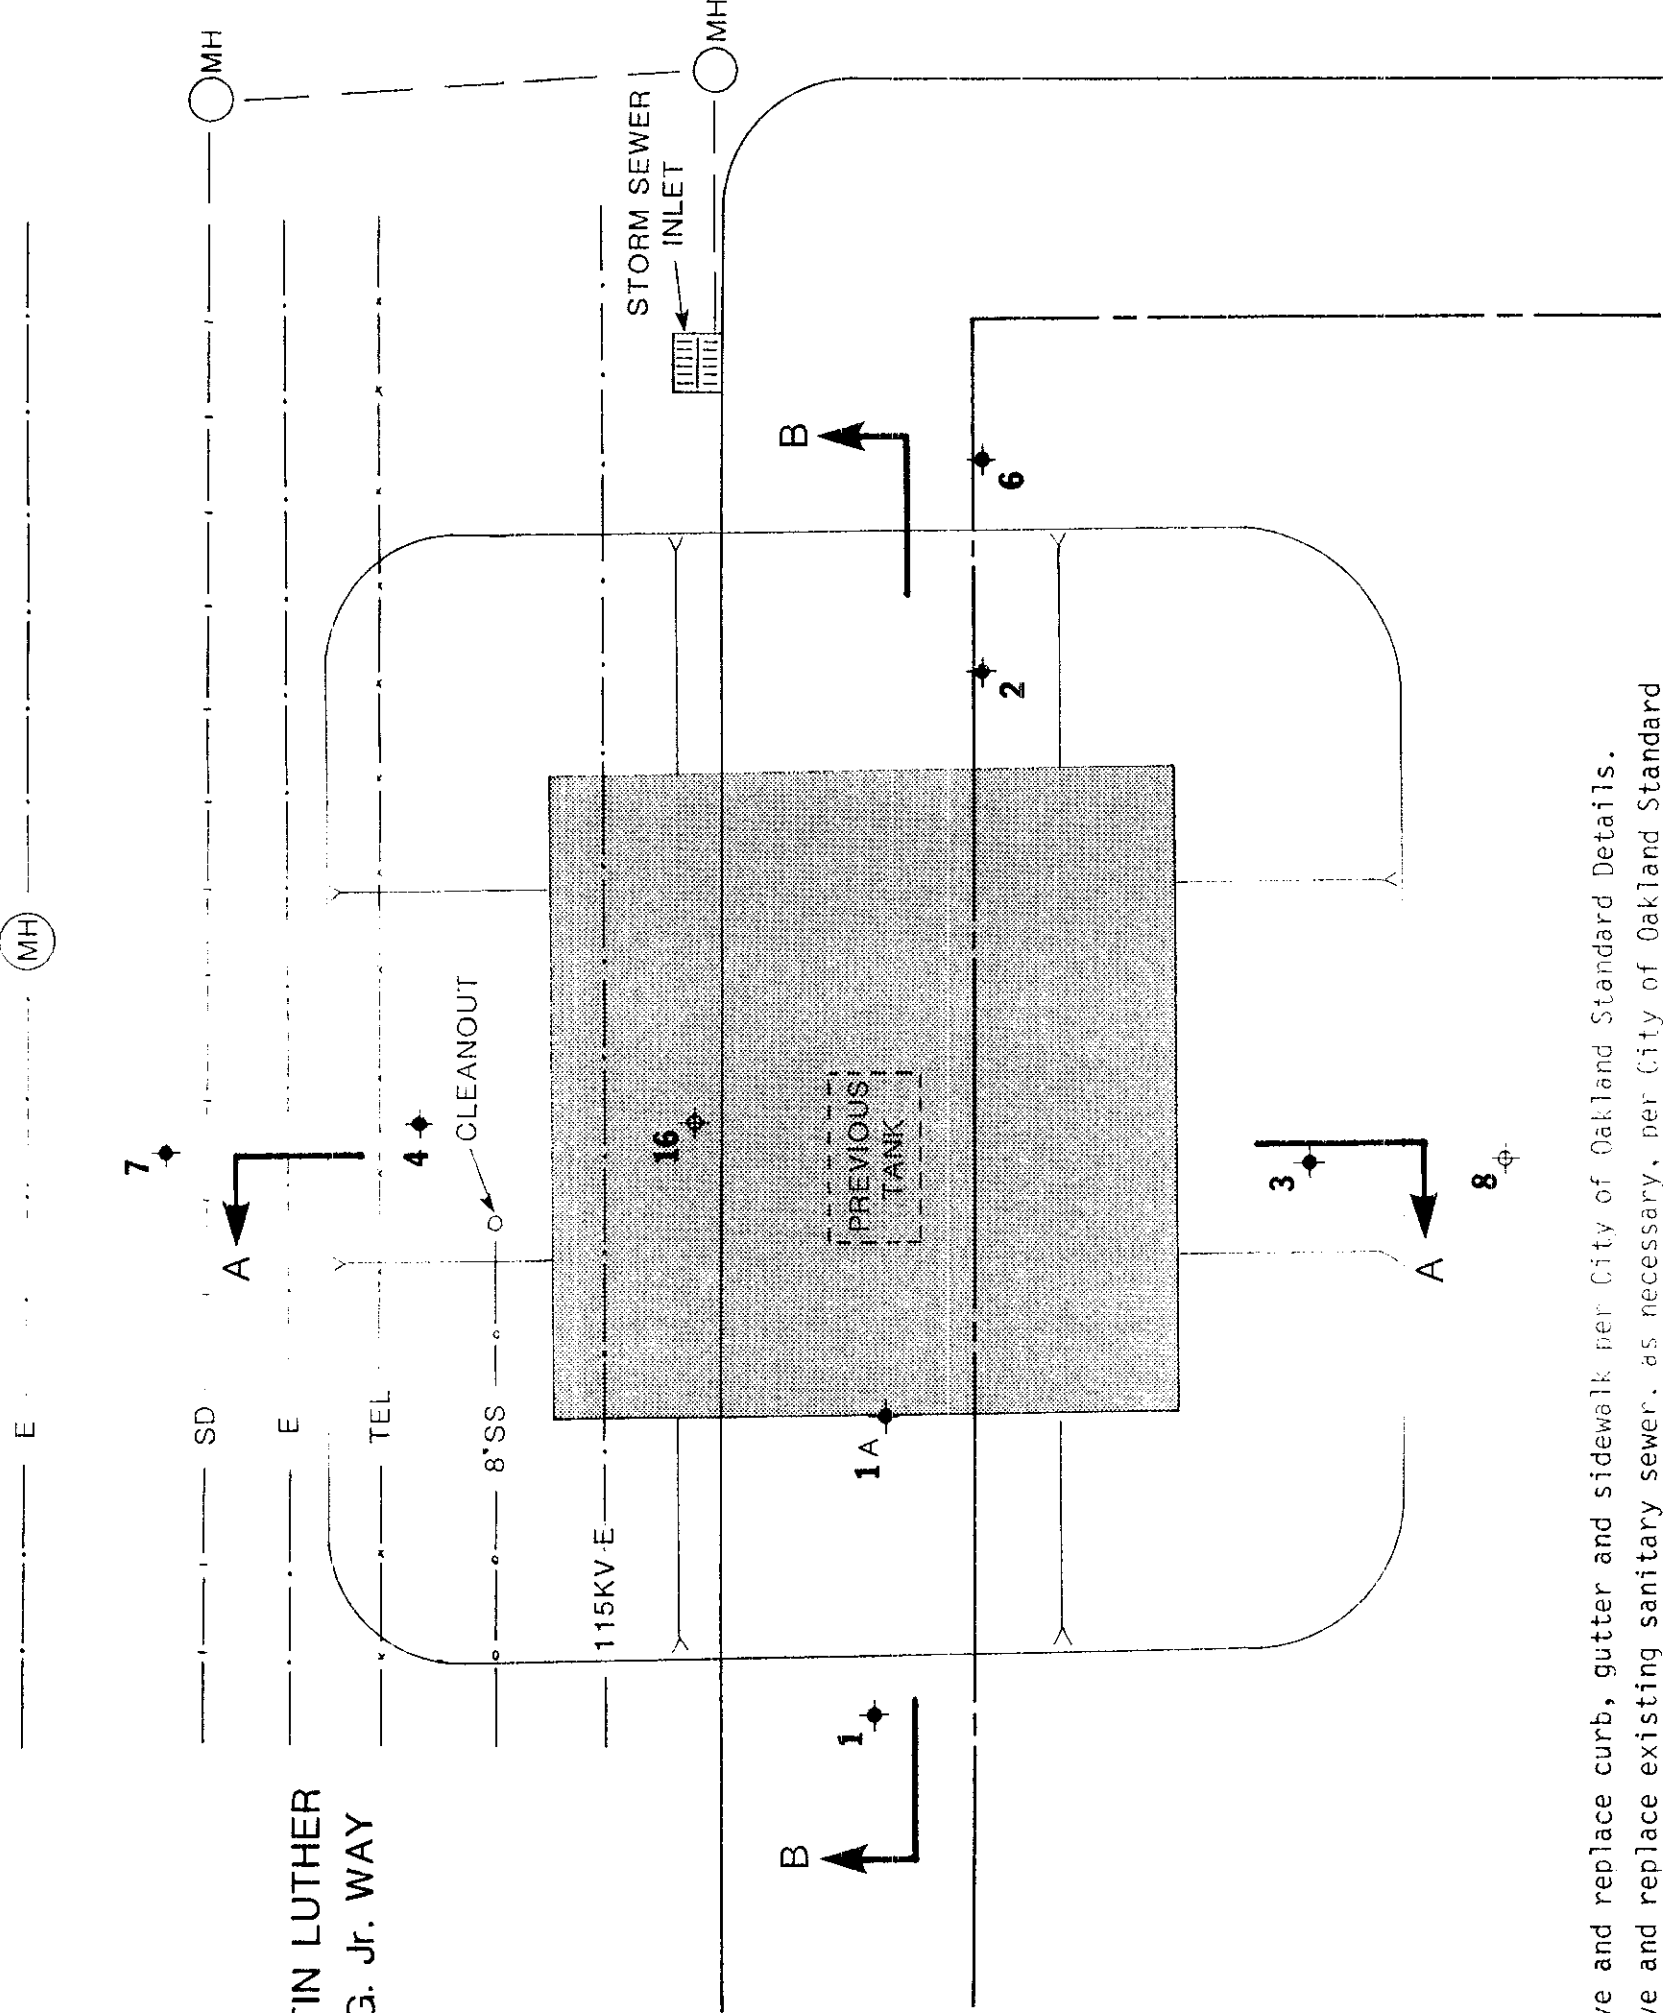 TIN LUTHER
G. Jr. WAY
E
MH
SD
E
TEL
8"SS
115KV E
CLEANOUT
MH
MH
STORM SEWER
INLET
7
A
4
16
PREVIOUS
TANK
1A
1
B
B
2
6
3
8
A
ve and replace curb, gutter and sidewalk per City of Oakland Standard Details.
ve and replace existing sanitary sewer, as necessary, per City of Oakland Standard